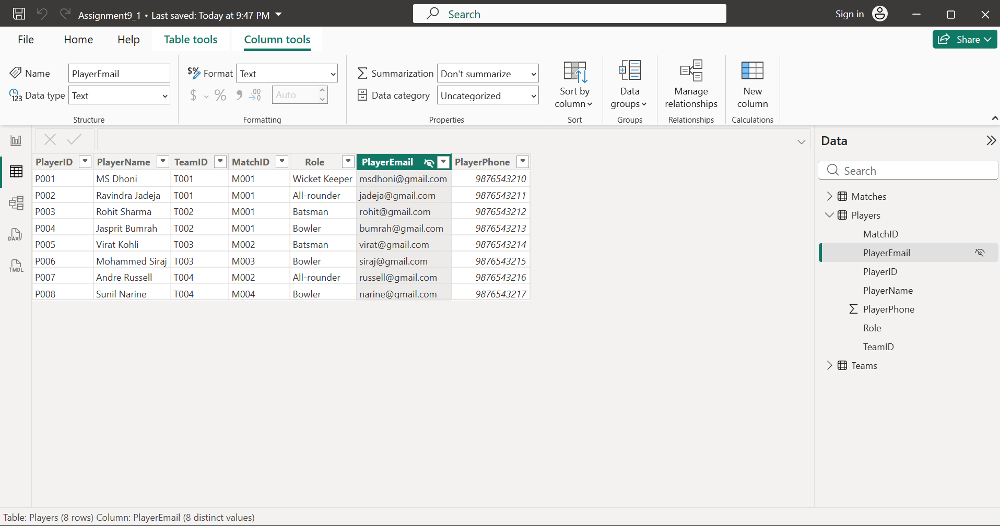 Assignment9_1 • Last saved: Today at 9:47 PM
Search
Sign in
File Home Help Table tools Column tools
Share
Name PlayerEmail
Data type Text
Structure
$% Format Text
$ % , .00 Auto
Formatting
Summarization Don't summarize
Data category Uncategorized
Properties
Sort by
column
Sort
Data
groups
Groups
Manage
relationships
Relationships
New
column
Calculations
PlayerID PlayerName TeamID MatchID Role PlayerEmail PlayerPhone
P001 MS Dhoni T001 M001 Wicket Keeper msdhoni@gmail.com 9876543210
P002 Ravindra Jadeja T001 M001 All-rounder jadeja@gmail.com 9876543211
P003 Rohit Sharma T002 M001 Batsman rohit@gmail.com 9876543212
P004 Jasprit Bumrah T002 M001 Bowler bumrah@gmail.com 9876543213
P005 Virat Kohli T003 M002 Batsman virat@gmail.com 9876543214
P006 Mohammed Siraj T003 M003 Bowler siraj@gmail.com 9876543215
P007 Andre Russell T004 M002 All-rounder russell@gmail.com 9876543216
P008 Sunil Narine T004 M004 Bowler narine@gmail.com 9876543217
DAX
TMDL
Data
Search
Matches
Players
MatchID
PlayerEmail
PlayerID
PlayerName
PlayerPhone
Role
TeamID
Teams
Table: Players (8 rows) Column: PlayerEmail (8 distinct values)